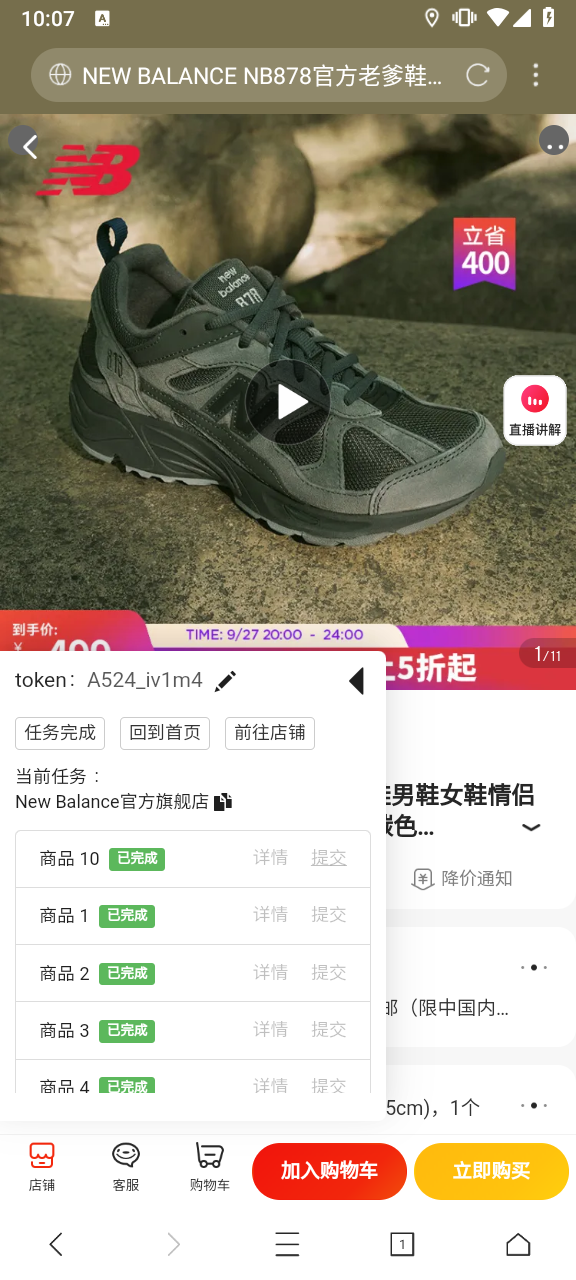 10:07
A
NEW BALANCE NB878官方老爹鞋...
NB
立省
400
new balance
878
878
N
直播讲解
到手价:
TIME: 9/27 20:00 - 24:00
¥
499
上5折起
1/11
token: A524_iv1m4
任务完成 回到首页 前往店铺
当前任务：
New Balance官方旗舰店
鞋男鞋女鞋情侣
炭色...
降价通知
商品 10 已完成 详情 提交
商品 1 已完成 详情 提交
商品 2 已完成 详情 提交
邮（限中国内...
商品 3 已完成 详情 提交
商品 4 已完成 详情 提交
5cm)，1个
店铺
客服
购物车
加入购物车
立即购买
1